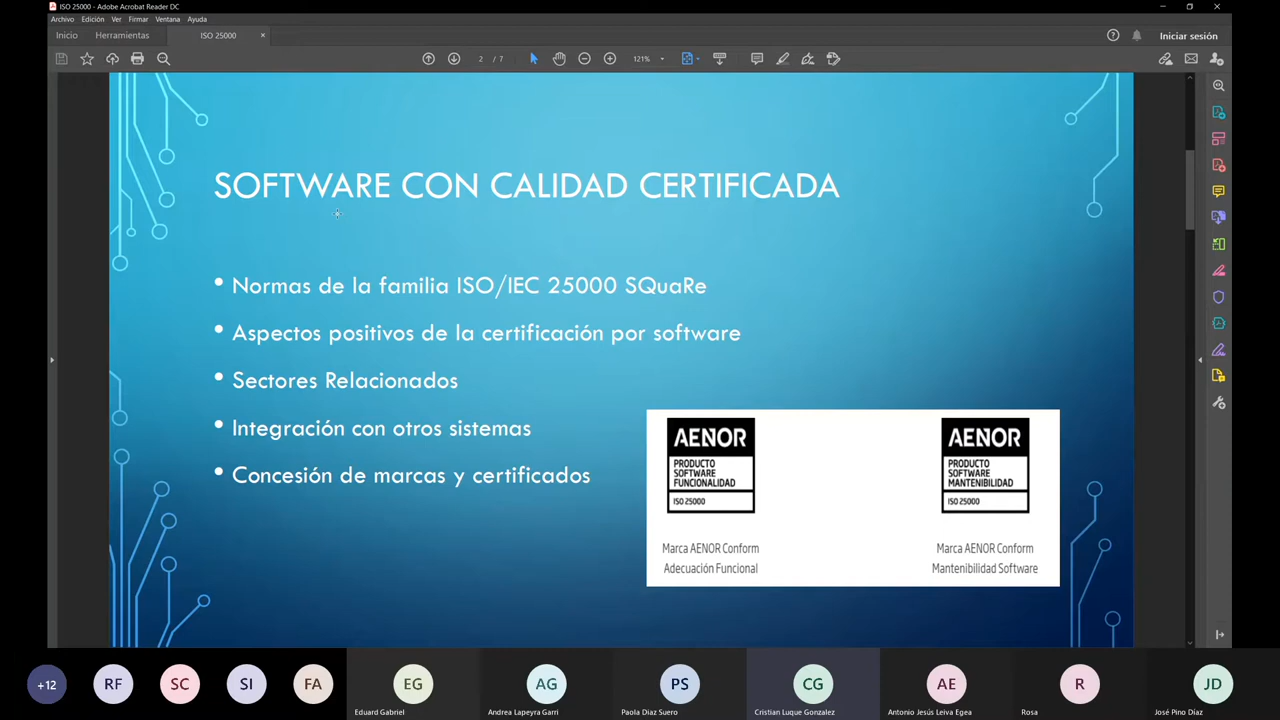 ISO 25000 - Adobe Acrobat Reader DC
Archivo Edición Ver Firmar Ventana Ayuda
Inicio Herramientas ISO 25000 × Iniciar sesión
2 / 7 121%
SOFTWARE CON CALIDAD CERTIFICADA
• Normas de la familia ISO/IEC 25000 SQuaRe
• Aspectos positivos de la certificación por software
• Sectores Relacionados
• Integración con otros sistemas
• Concesión de marcas y certificados
AENOR
PRODUCTO
SOFTWARE
FUNCIONALIDAD
ISO 25000
Marca AENOR Conform
Adecuación Funcional
AENOR
PRODUCTO
SOFTWARE
MANTENIBILIDAD
ISO 25000
Marca AENOR Conform
Mantenibilidad Software
+12 RF SC SI FA EG AG PS CG AE R JD
Eduard Gabriel Andrea Lapeyra Garri Paola Diaz Suero Cristian Luque Gonzalez Antonio Jesús Leiva Egea Rosa José Pino Díaz